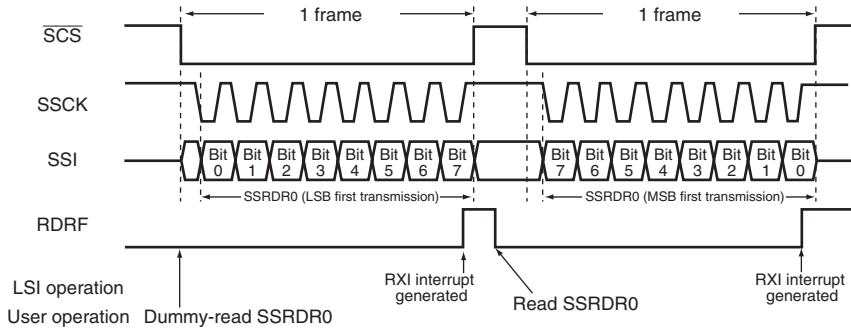 1 frame 1 frame
SCS
SSCK
SSI Bit 0 Bit 1 Bit 2 Bit 3 Bit 4 Bit 5 Bit 6 Bit 7 Bit 7 Bit 6 Bit 5 Bit 4 Bit 3 Bit 2 Bit 1 Bit 0
SSRDR0 (LSB first transmission) SSRDR0 (MSB first transmission)
RDRF
LSI operation RXI interrupt generated RXI interrupt generated
User operation Dummy-read SSRDR0 Read SSRDR0